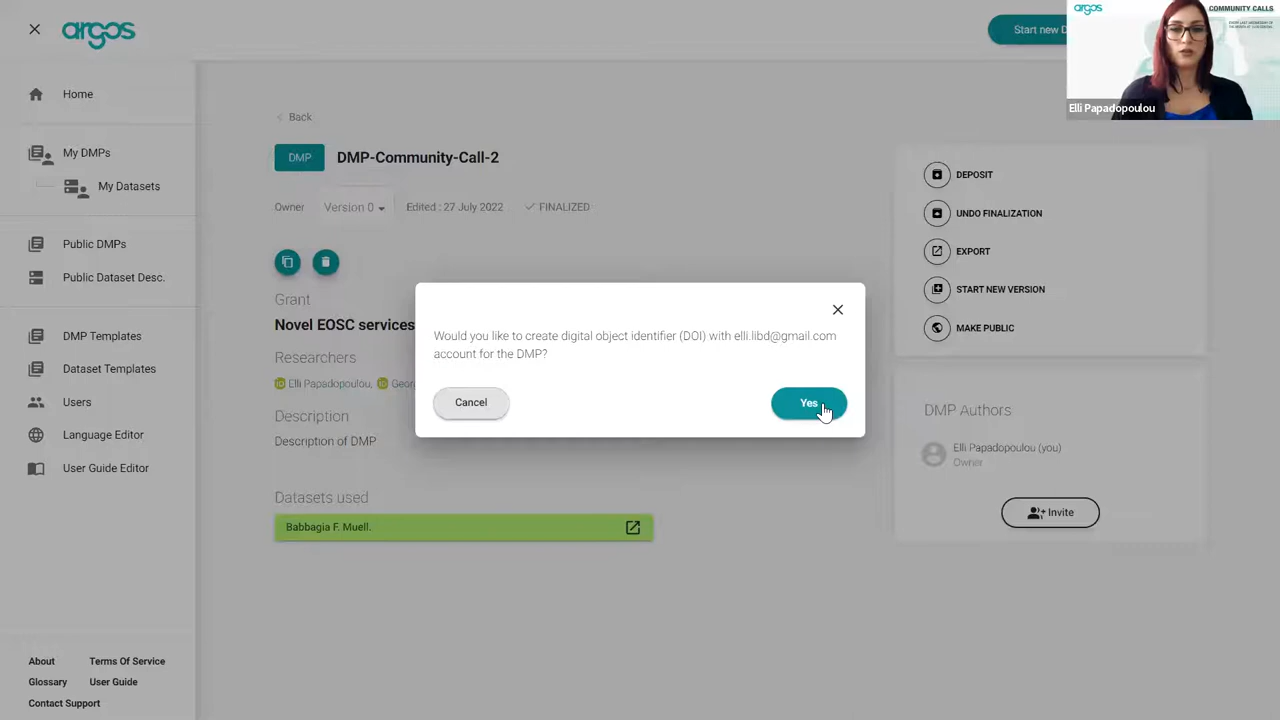 argos
Start new D
argos
COMMUNITY CALLS
Elli Papadopoulou
Home
My DMPs
My Datasets
Public DMPs
Public Dataset Desc.
DMP Templates
Dataset Templates
Users
Language Editor
User Guide Editor
About
Terms Of Service
Glossary
User Guide
Contact Support
Back
DMP
DMP-Community-Call-2
Owner
Version 0
Edited : 27 July 2022
FINALIZED
Grant
Novel EOSC services
Researchers
Elli Papadopoulou,
Geor
Description
Description of DMP
Datasets used
Babbagia F. Muell.
Would you like to create digital object identifier (DOI) with elli.libd@gmail.com
account for the DMP?
Cancel
Yes
DEPOSIT
UNDO FINALIZATION
EXPORT
START NEW VERSION
MAKE PUBLIC
DMP Authors
Elli Papadopoulou (you)
Owner
Invite